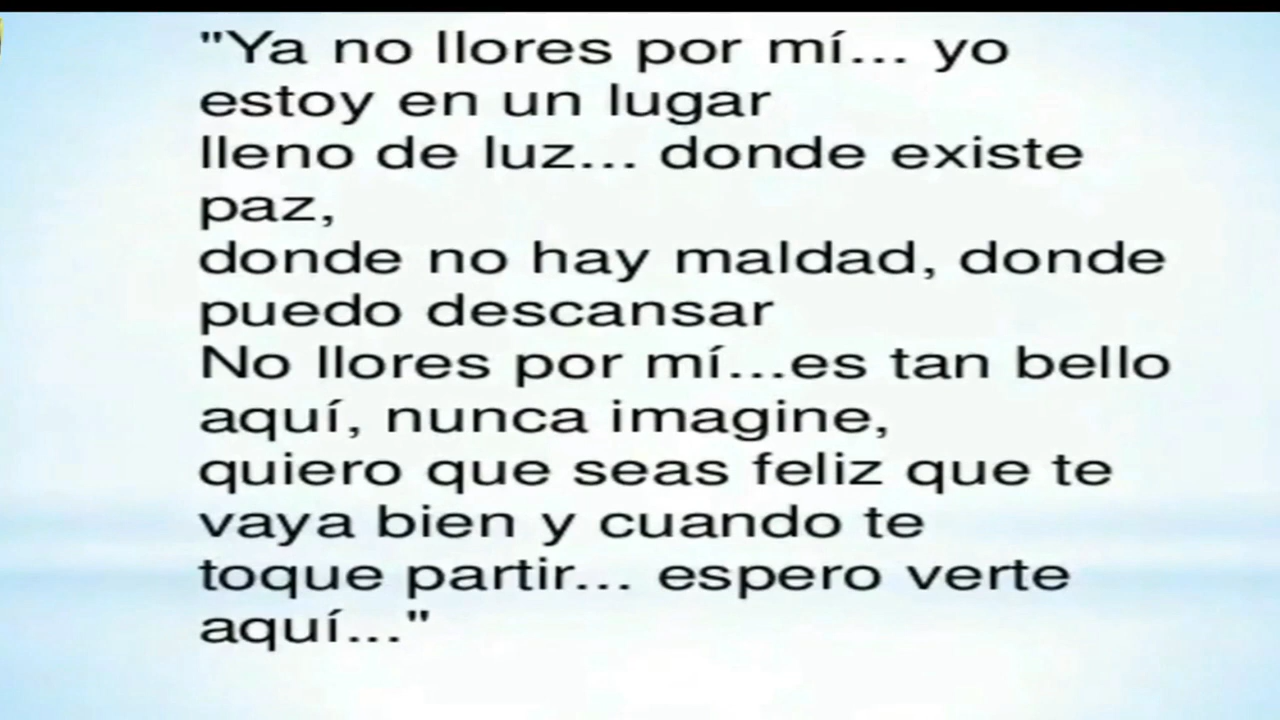 "Ya no llores por mí... yo
estoy en un lugar
lleno de luz... donde existe
paz,
donde no hay maldad, donde
puedo descansar
No llores por mí...es tan bello
aquí, nunca imagine,
quiero que seas feliz que te
vaya bien y cuando te
toque partir... espero verte
aquí..."